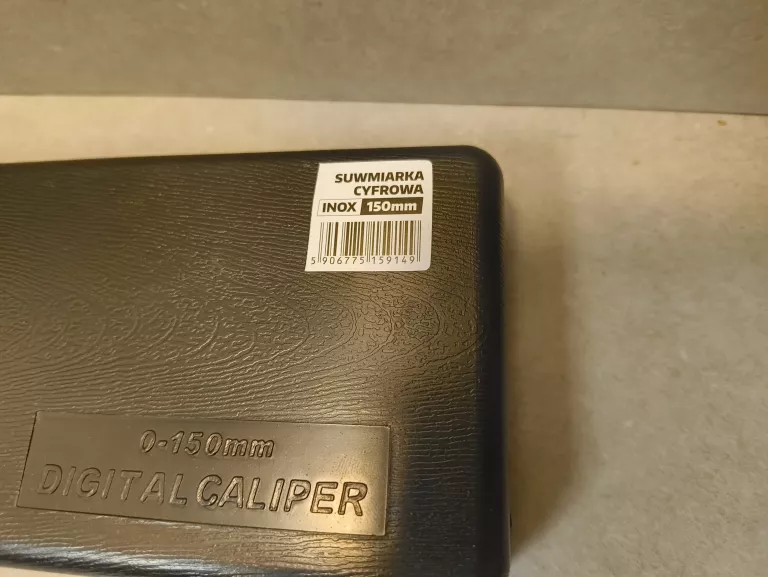 SUWMIARKA
CYFROWA
INOX 150mm
5 906775 159149
0-150mm
DIGITAL CALIPER